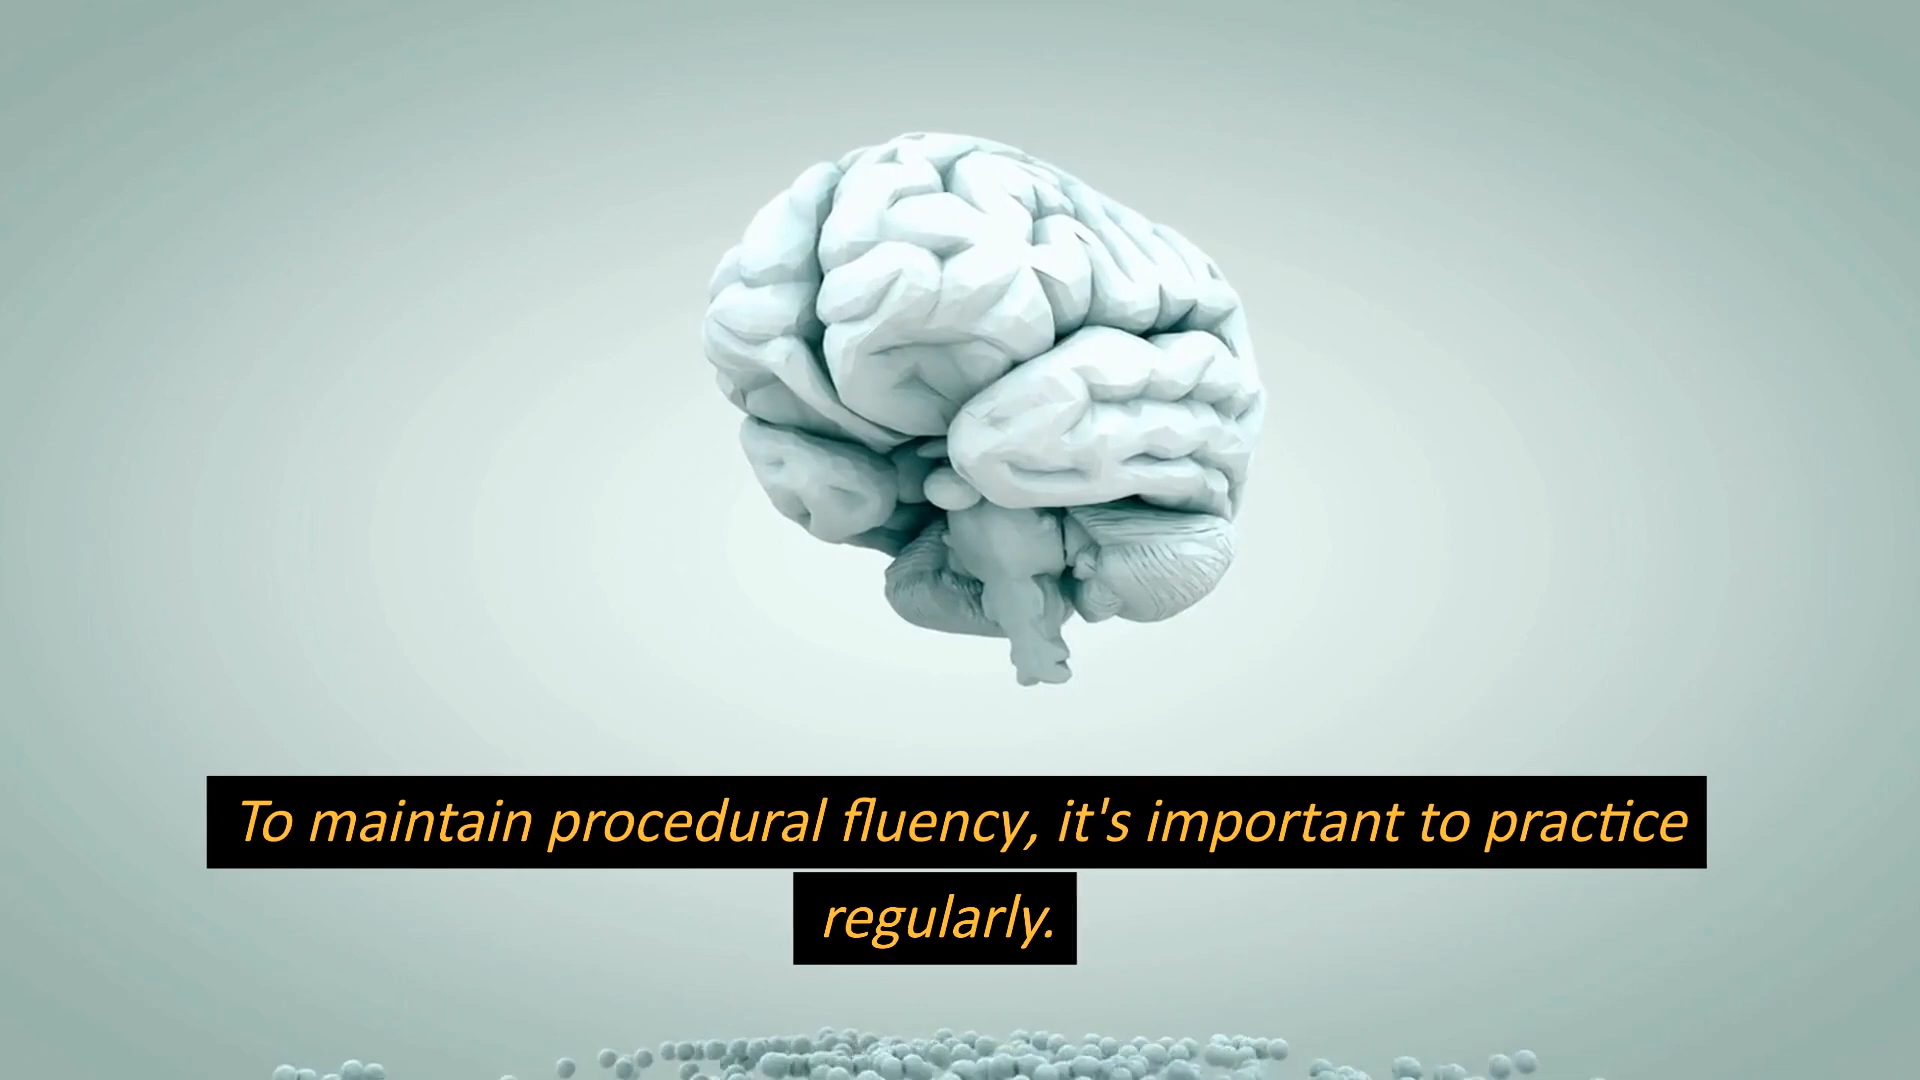 To maintain procedural fluency, it's important to practice
regularly.